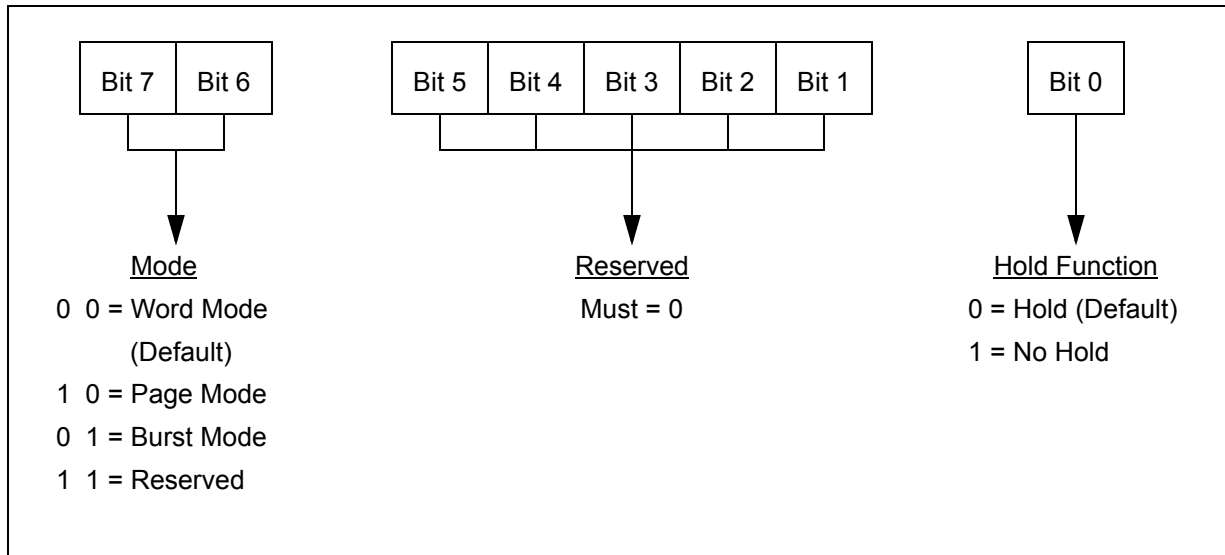 Bit 7 Bit 6 Bit 5 Bit 4 Bit 3 Bit 2 Bit 1 Bit 0
Mode
0 0 = Word Mode
(Default)
1 0 = Page Mode
0 1 = Burst Mode
1 1 = Reserved
Reserved
Must = 0
Hold Function
0 = Hold (Default)
1 = No Hold